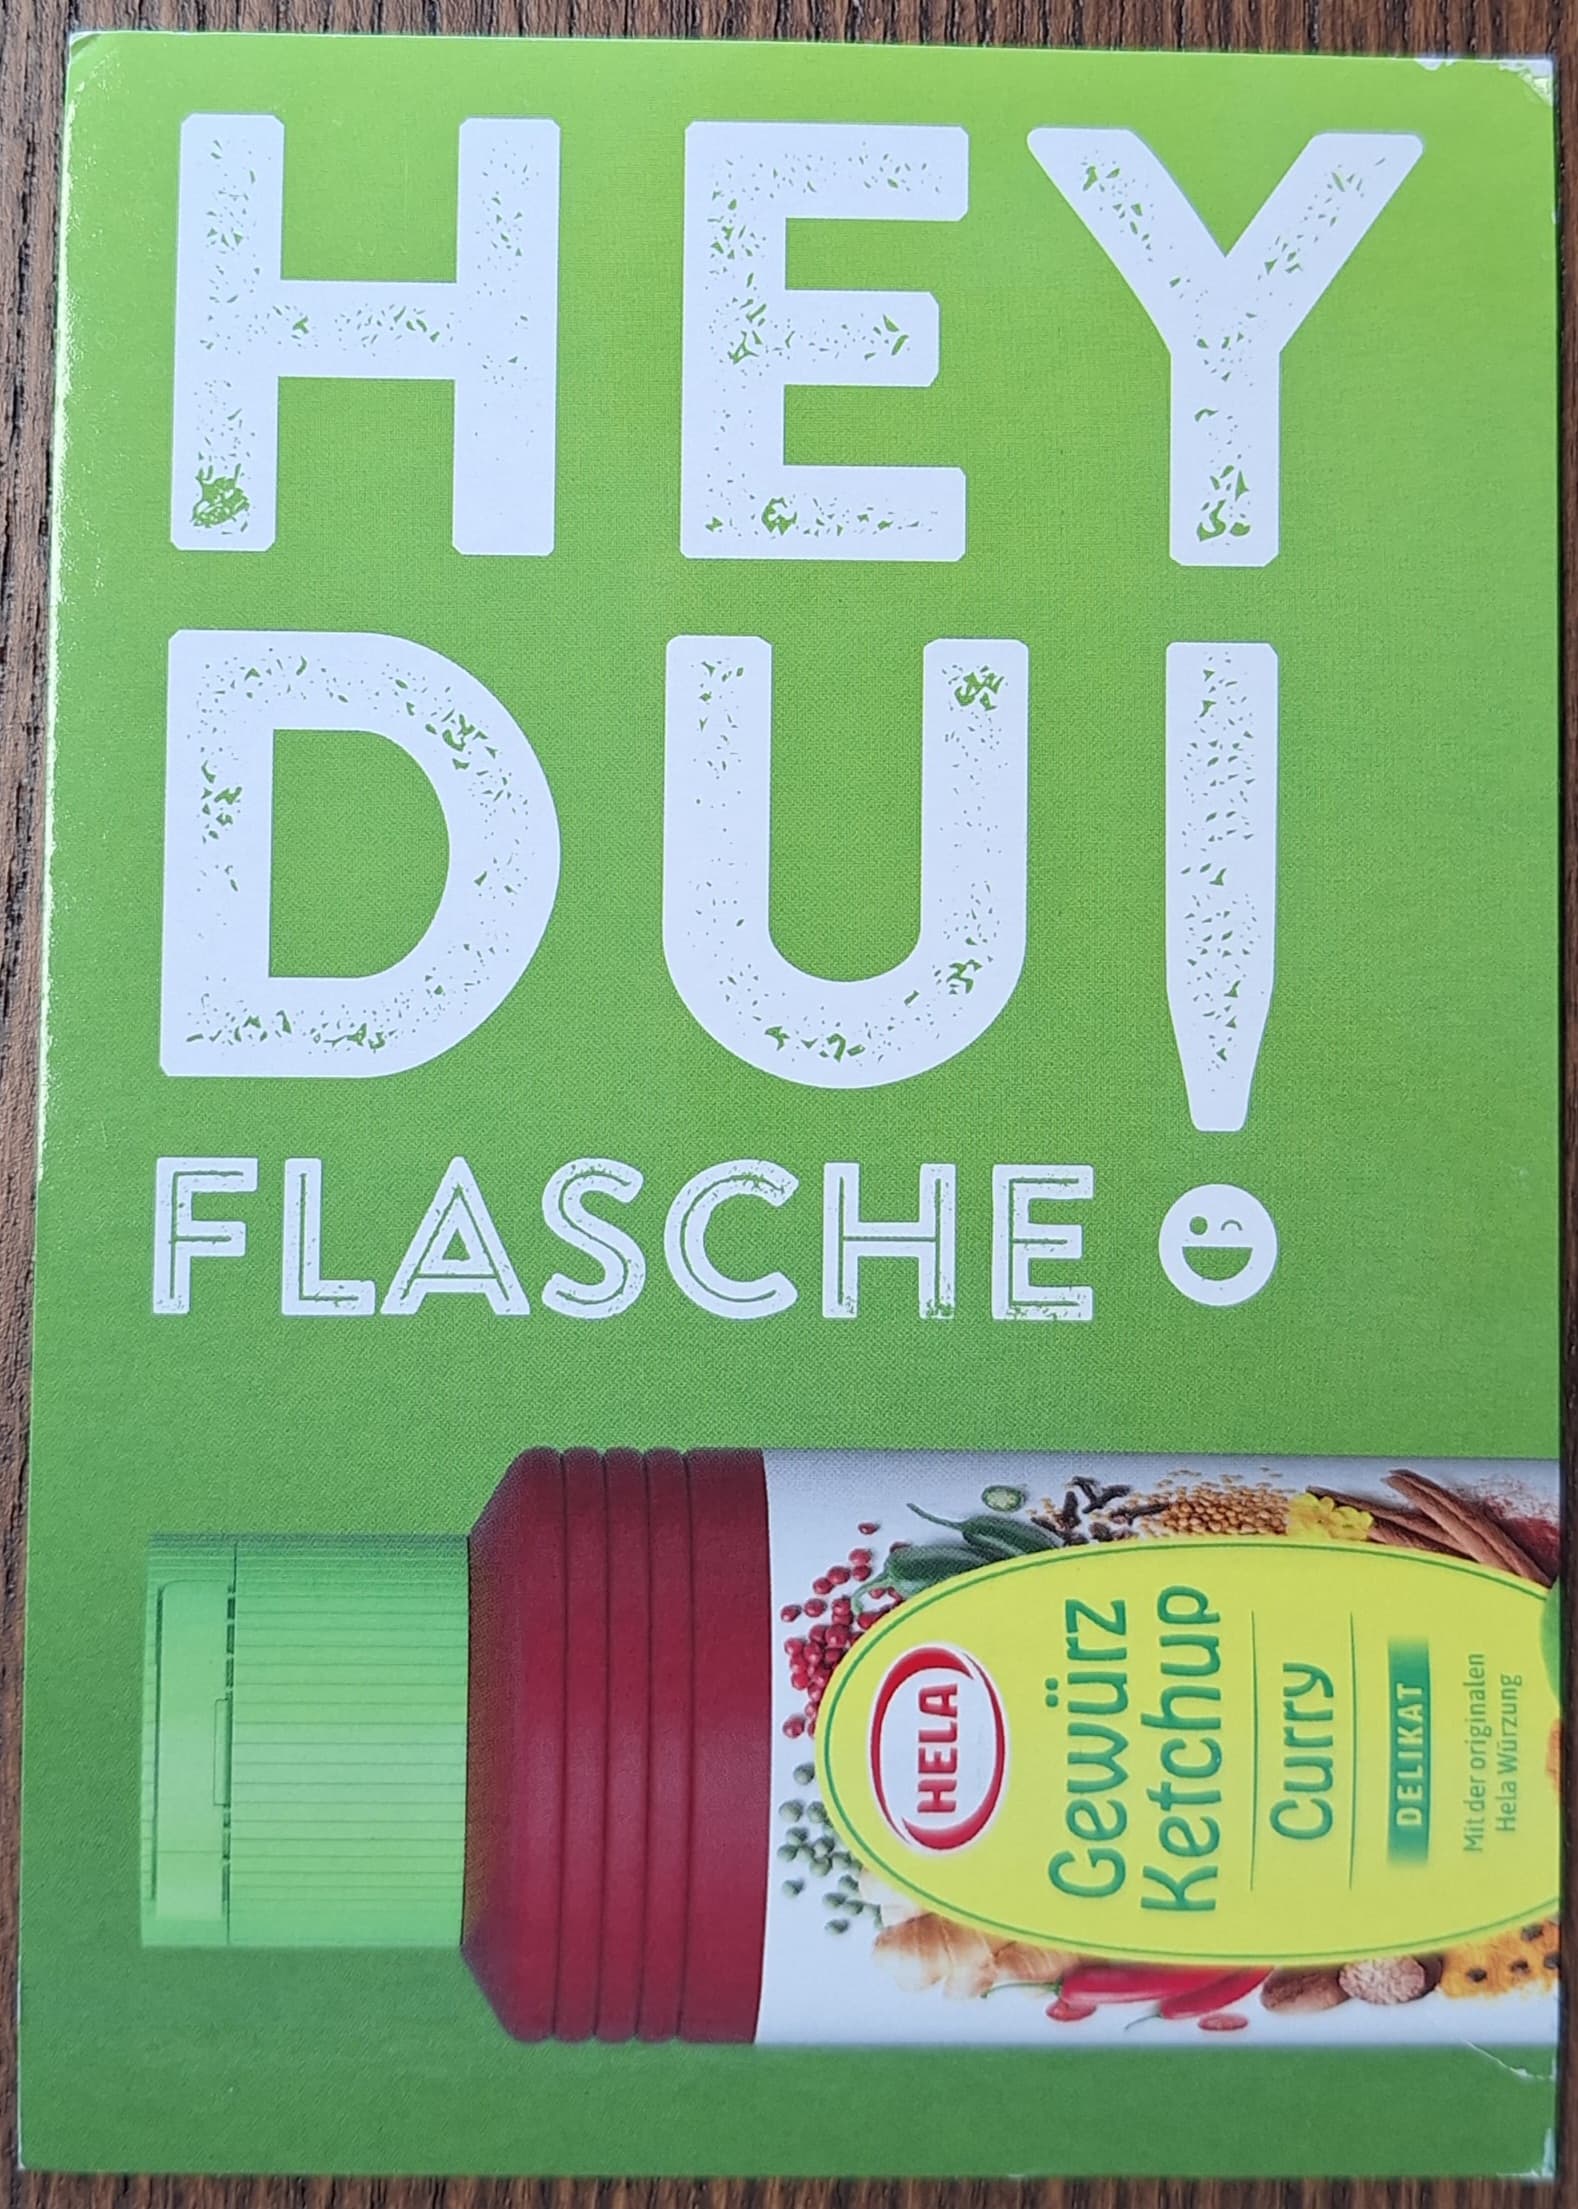 HEY
DU!
FLASCHE
HELA
Gewürz
Ketchup
Curry
DELIKAT
Mit der originalen
Hela Würzung